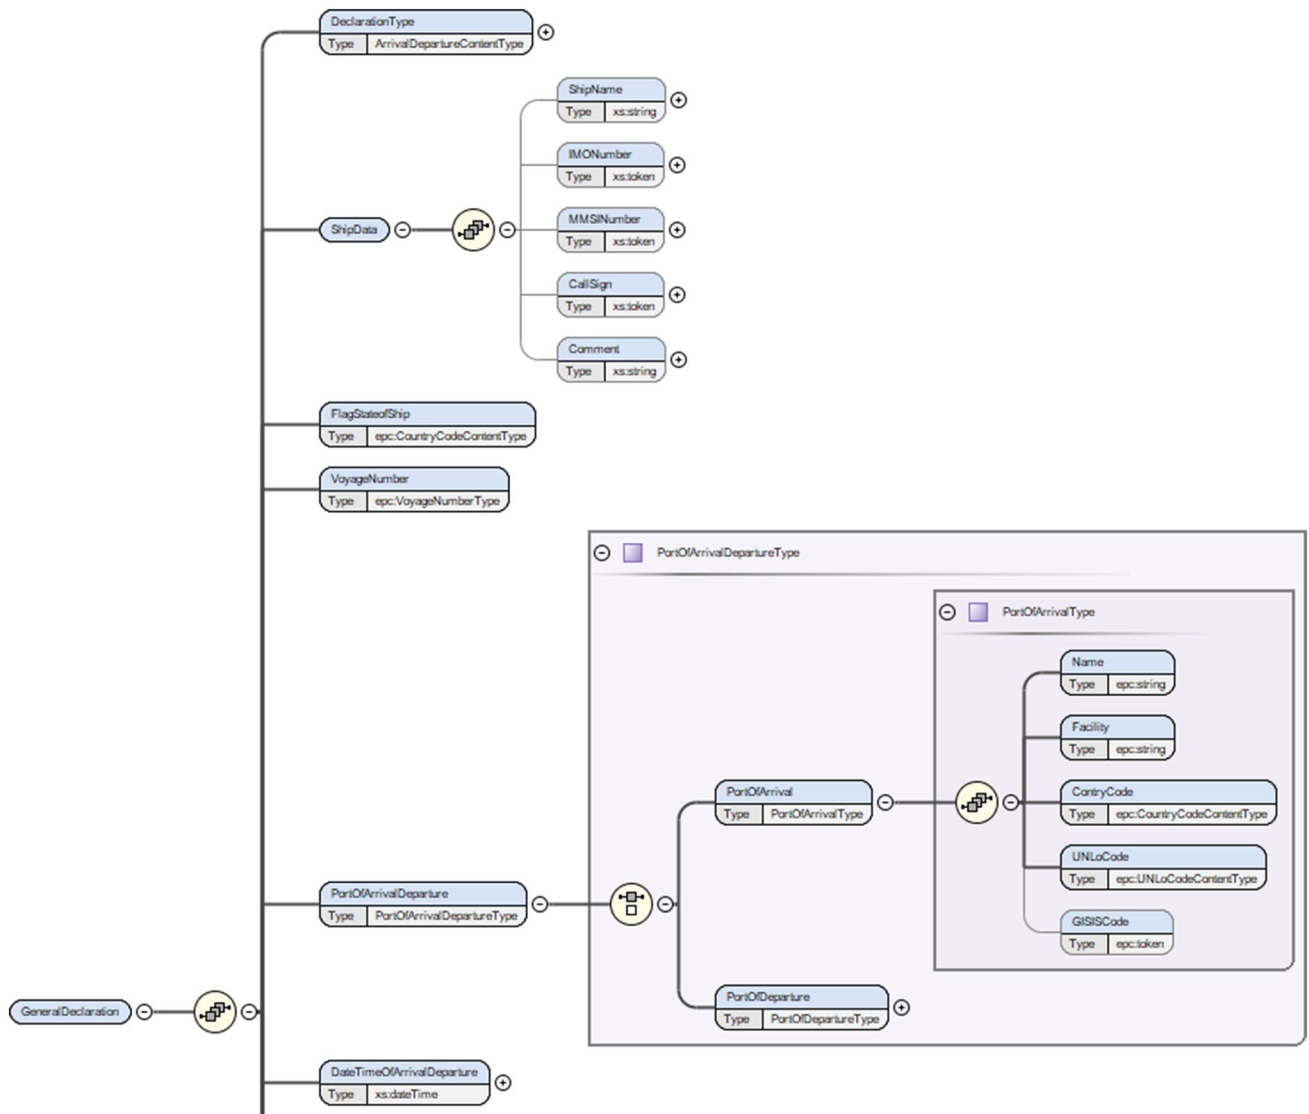 DeclarationType
Type ArrivalDepartureContentType
ShipName
Type xs:string
IMONumber
Type xs:token
MMSINumber
Type xs:token
ShipData
CallSign
Type xs:token
Comment
Type xs:string
FlagStateofShip
Type epc:CountryCodeContentType
VoyageNumber
Type epc:VoyageNumberType
PortOfArrivalDepartureType
PortOfArrivalType
Name
Type epc:string
Facility
Type epc:string
PortOfArrival
Type PortOfArrivalType
ContryCode
Type epc:CountryCodeContentType
UNLoCode
Type epc:UNLoCodeContentType
PortOfArrivalDeparture
Type PortOfArrivalDepartureType
GISISCode
Type epc:token
PortOfDeparture
Type PortOfDepartureType
GeneralDeclaration
DateTimeOfArrivalDeparture
Type xs:dateTime